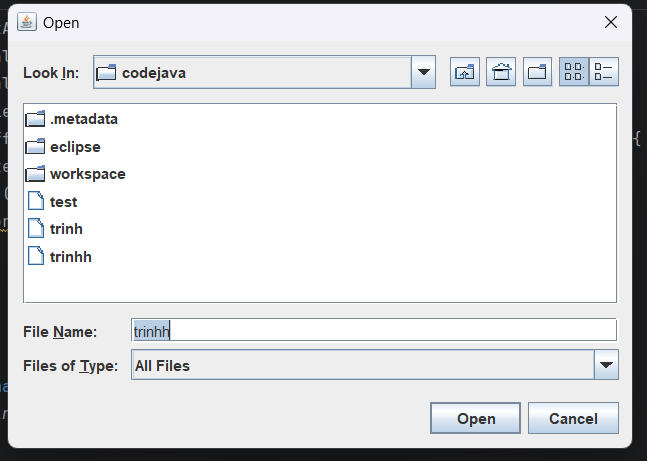 Open
Look In: codejava
.metadata
eclipse
workspace
test
trinh
trinhh
File Name: trinhh
Files of Type: All Files
Open Cancel